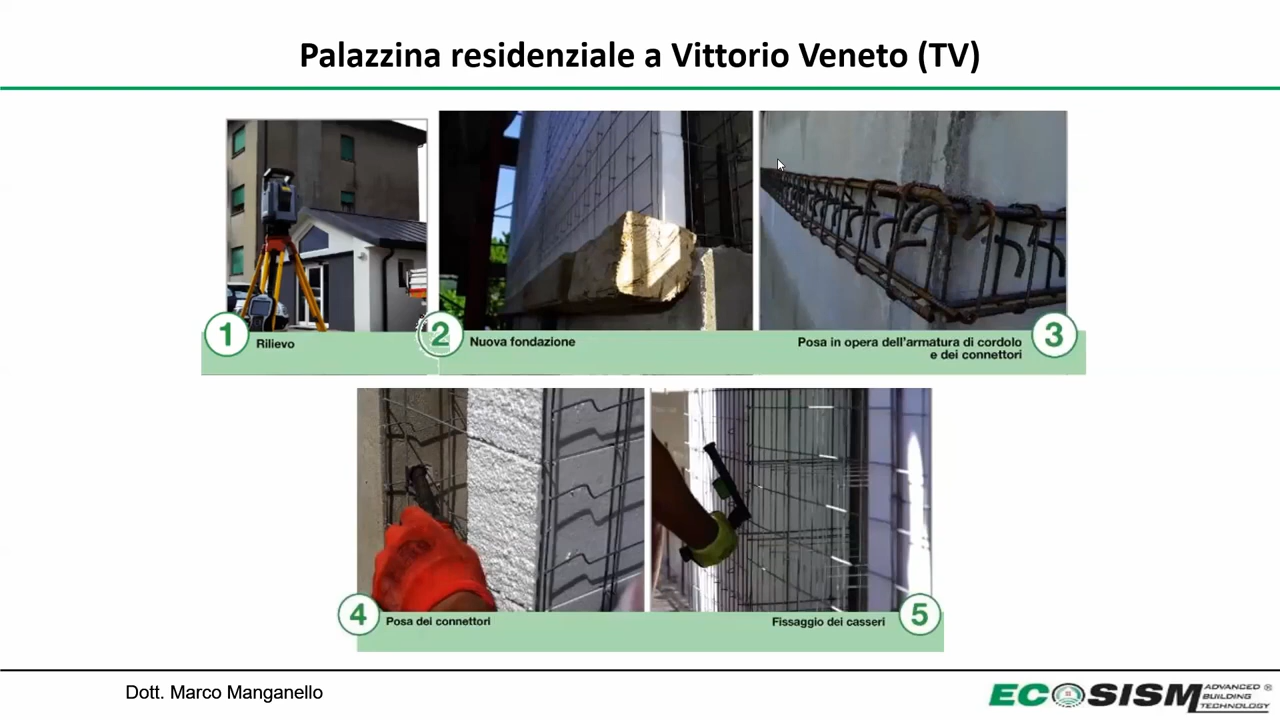 Palazzina residenziale a Vittorio Veneto (TV)
1
Rilievo
2
Nuova fondazione
Posa in opera dell'armatura di cordolo
e dei connettori
3
4
Posa dei connettori
Fissaggio dei casseri
5
Dott. Marco Manganello
ECOSISM
ADVANCED ®
BUILDING
TECHNOLOGY